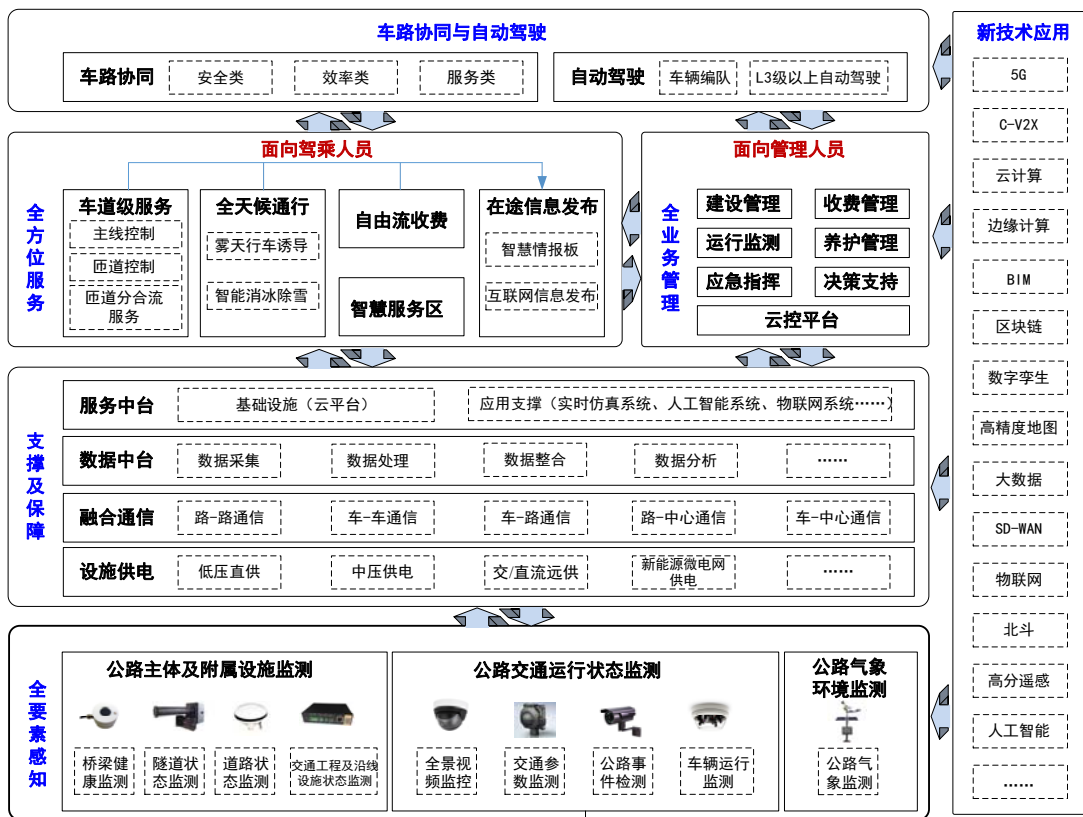 车路协同与自动驾驶
车路协同
安全类
效率类
服务类
自动驾驶
车辆编队
L3级以上自动驾驶
全方位服务
面向驾乘人员
车道级服务
主线控制
匝道控制
匝道分合流
服务
全天候通行
雾天行车诱导
智能消冰除雪
自由流收费
智慧服务区
在途信息发布
智慧情报板
互联网信息发布
全业务管理
面向管理人员
建设管理
收费管理
运行监测
养护管理
应急指挥
决策支持
云控平台
支撑及保障
服务中台
基础设施（云平台）
应用支撑（实时仿真系统、人工智能系统、物联网系统……）
数据中台
数据采集
数据处理
数据整合
数据分析
……
融合通信
路-路通信
车-车通信
车-路通信
路-中心通信
车-中心通信
设施供电
低压直供
中压供电
交/直流远供
新能源微电网
供电
……
全要素感知
公路主体及附属设施监测
桥梁健
康监测
隧道状
态监测
道路状
态监测
交通工程及沿线
设施状态监测
公路交通运行状态监测
全景视
频监控
交通参
数监测
公路事
件检测
车辆运行
监测
公路气象
环境监测
公路气
象监测
新技术应用
5G
C-V2X
云计算
边缘计算
BIM
区块链
数字孪生
高精度地图
大数据
SD-WAN
物联网
北斗
高分遥感
人工智能
……